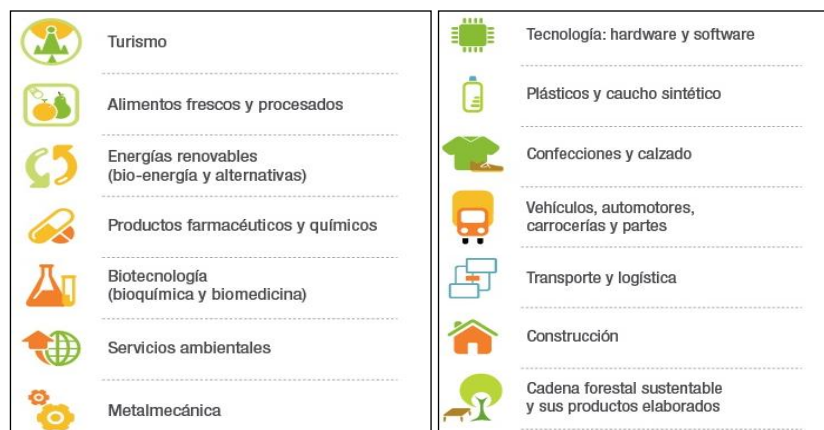 Turismo
Alimentos frescos y procesados
Energías renovables
(bio-energía y alternativas)
Productos farmacéuticos y químicos
Biotecnología
(bioquímica y biomedicina)
Servicios ambientales
Metalmecánica
Tecnología: hardware y software
Plásticos y caucho sintético
Confecciones y calzado
Vehículos, automotores,
carrocerías y partes
Transporte y logística
Construcción
Cadena forestal sustentable
y sus productos elaborados